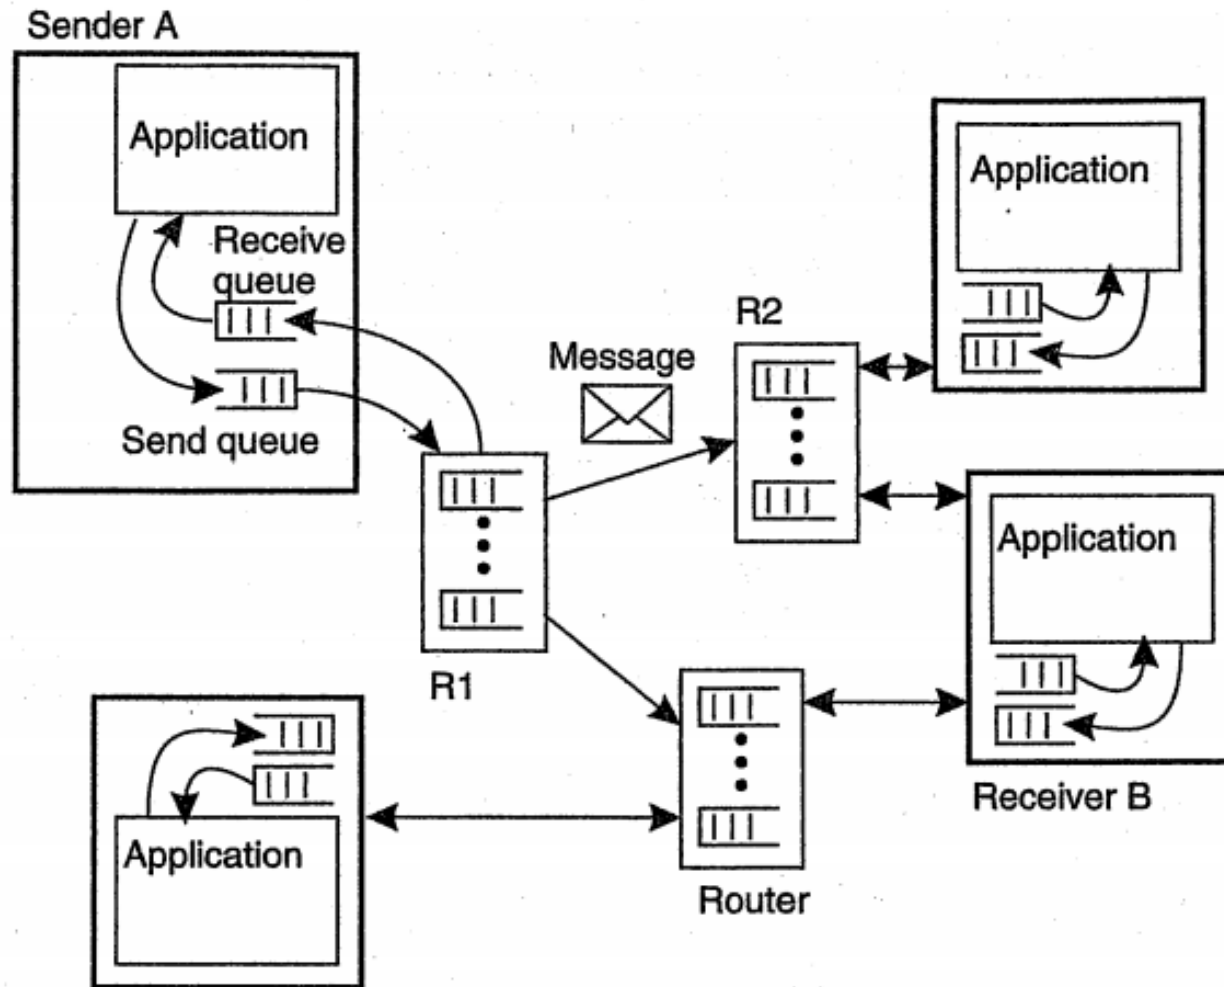 Sender A
Application
Receive
queue
Send queue
R1
Message
R2
Application
Application
Receiver B
Router
Application